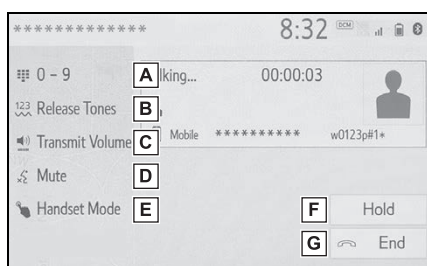 ************* 8:32 DCM
0 – 9 A lking... 00:00:03
123 Release Tones B
Transmit Volume C Mobile ********** w0123p#1*
Mute D
Handset Mode E F Hold
G End